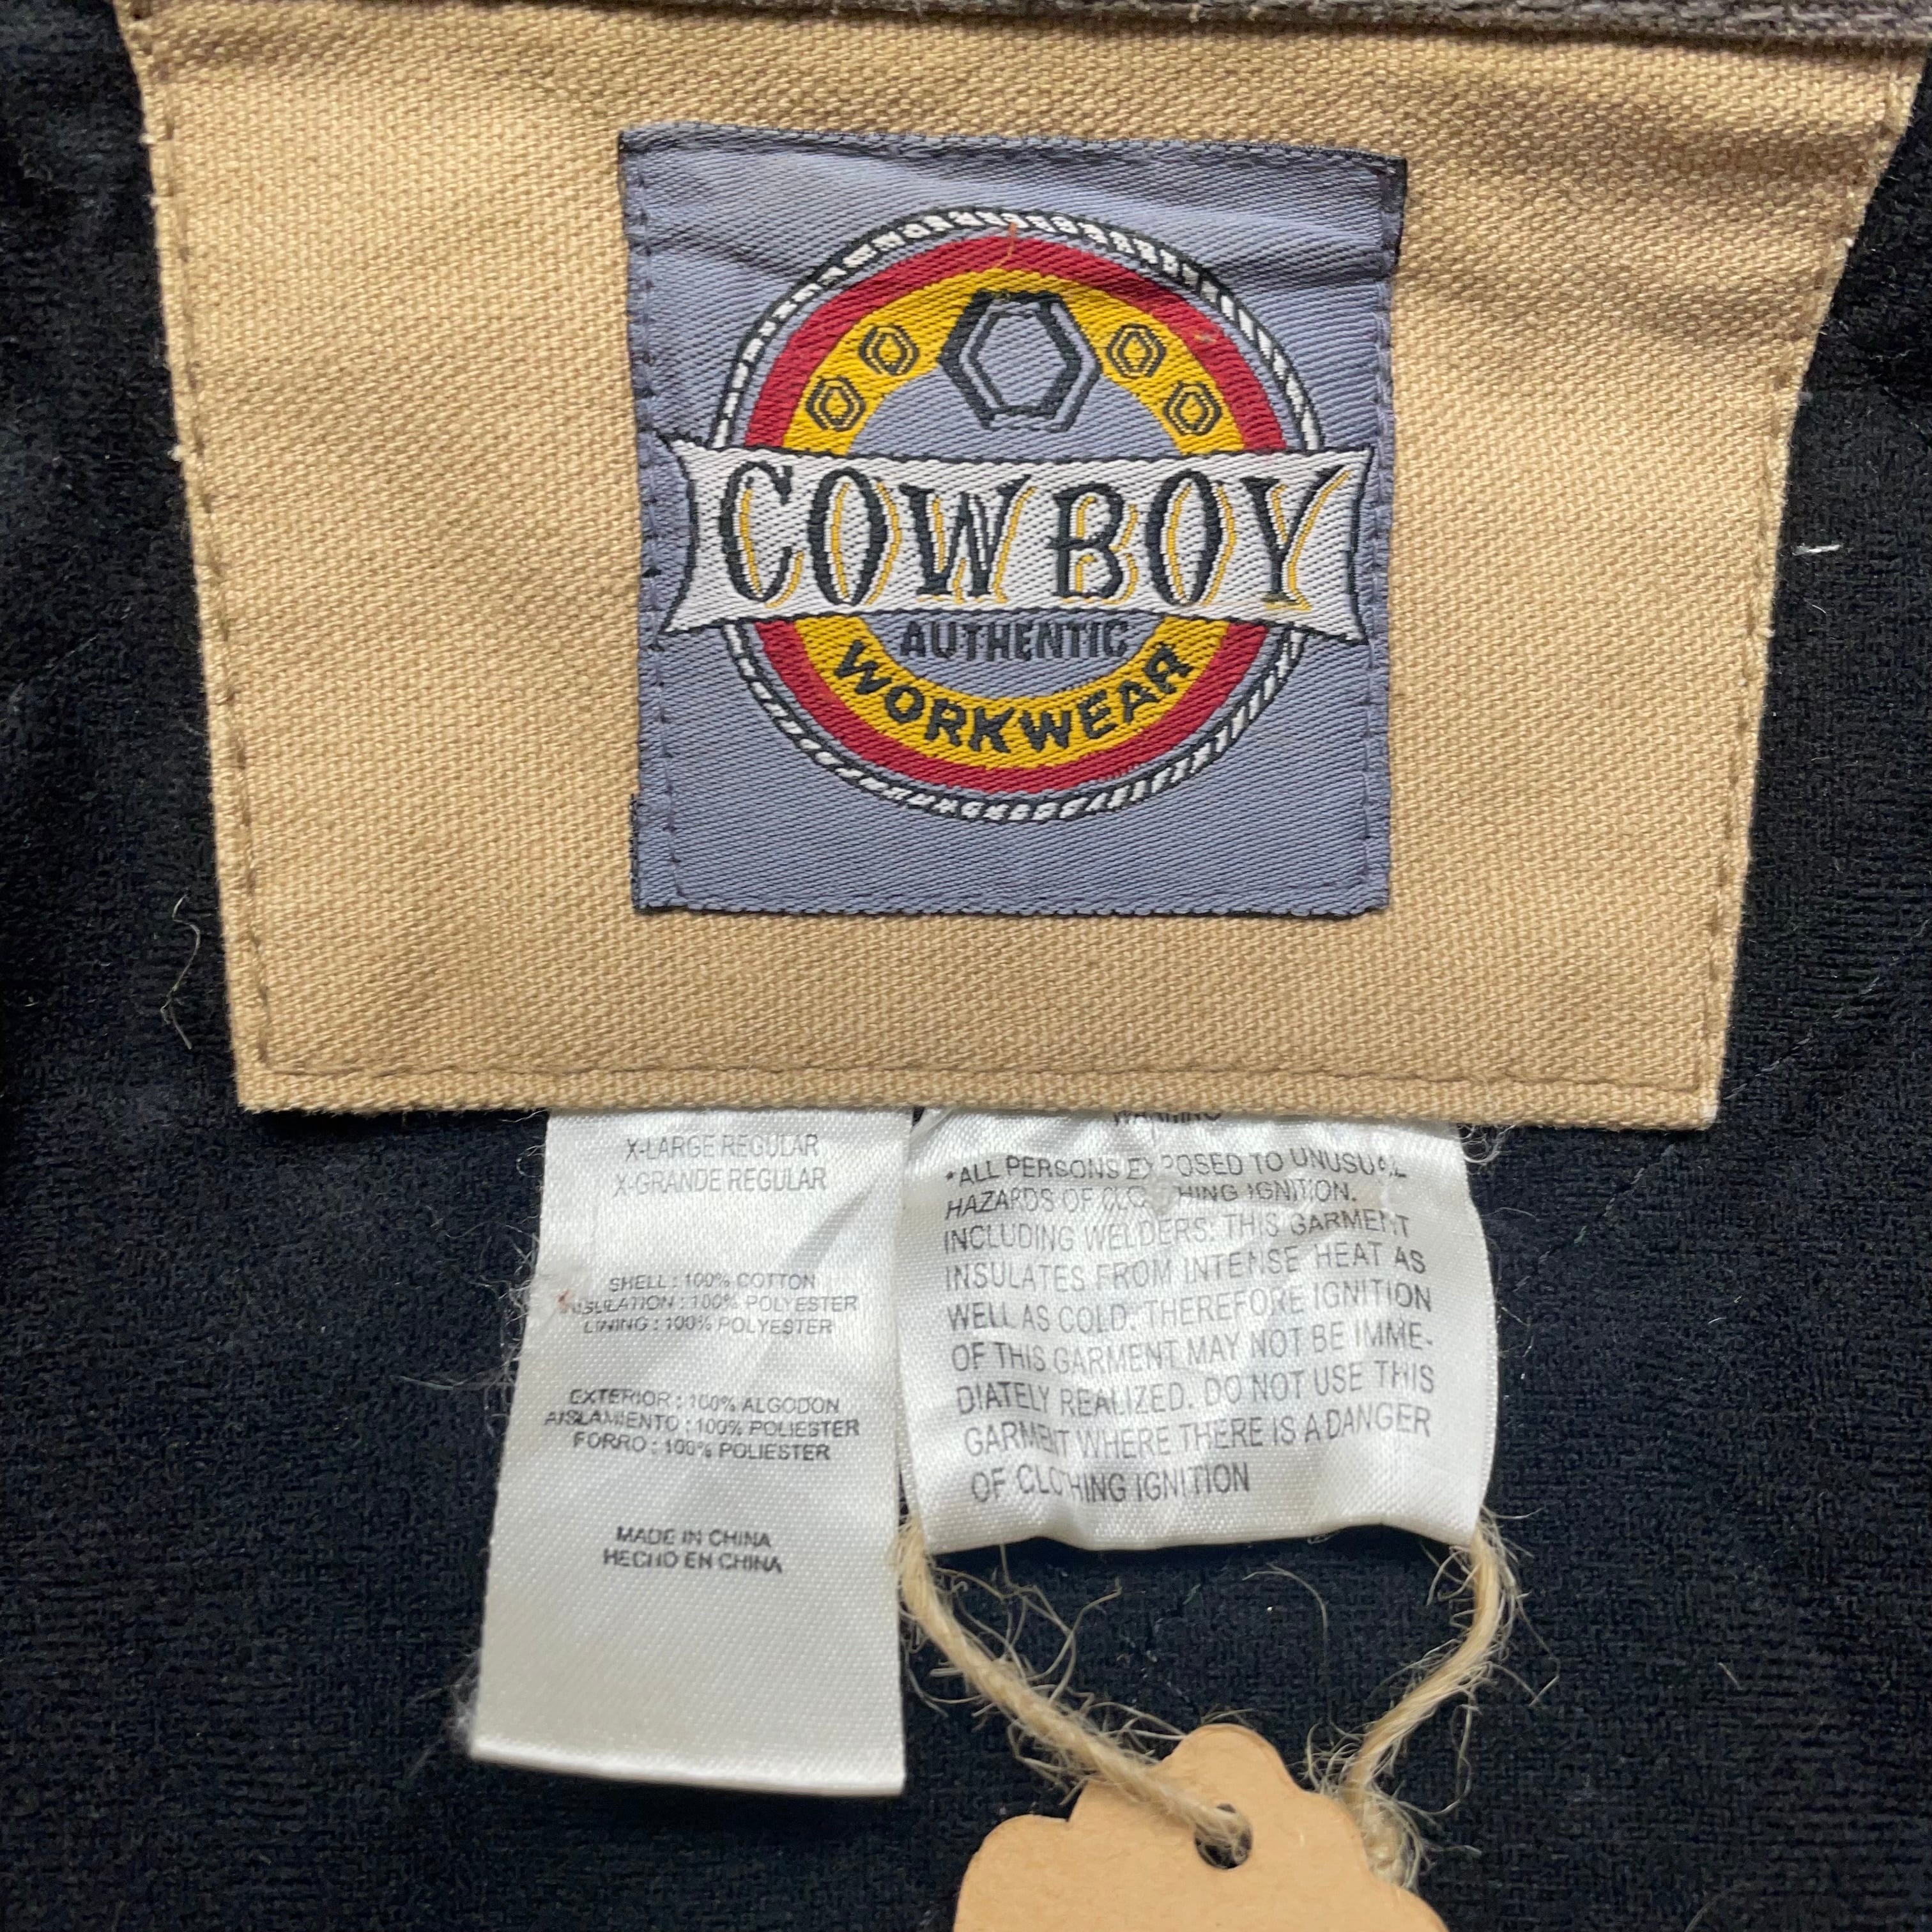 COWBOY
AUTHENTIC
WORKWEAR
X-LARGE REGULAR
X-GRANDE REGULAR
SHELL : 100% COTTON
INSULATION : 100% POLYESTER
LINING : 100% POLYESTER
EXTERIOR : 100% ALGODON
AISLAMIENTO : 100% POLIESTER
FORRO : 100% POLIESTER
MADE IN CHINA
HECHO EN CHINA
WARNING
*ALL PERSONS EXPOSED TO UNUSUAL
HAZARDS OF CLOTHING IGNITION.
INCLUDING WELDERS: THIS GARMENT
INSULATES FROM INTENSE HEAT AS
WELL AS COLD. THEREFORE IGNITION
OF THIS GARMENT MAY NOT BE IMME-
DIATELY REALIZED. DO NOT USE THIS
GARMENT WHERE THERE IS A DANGER
OF CLOTHING IGNITION